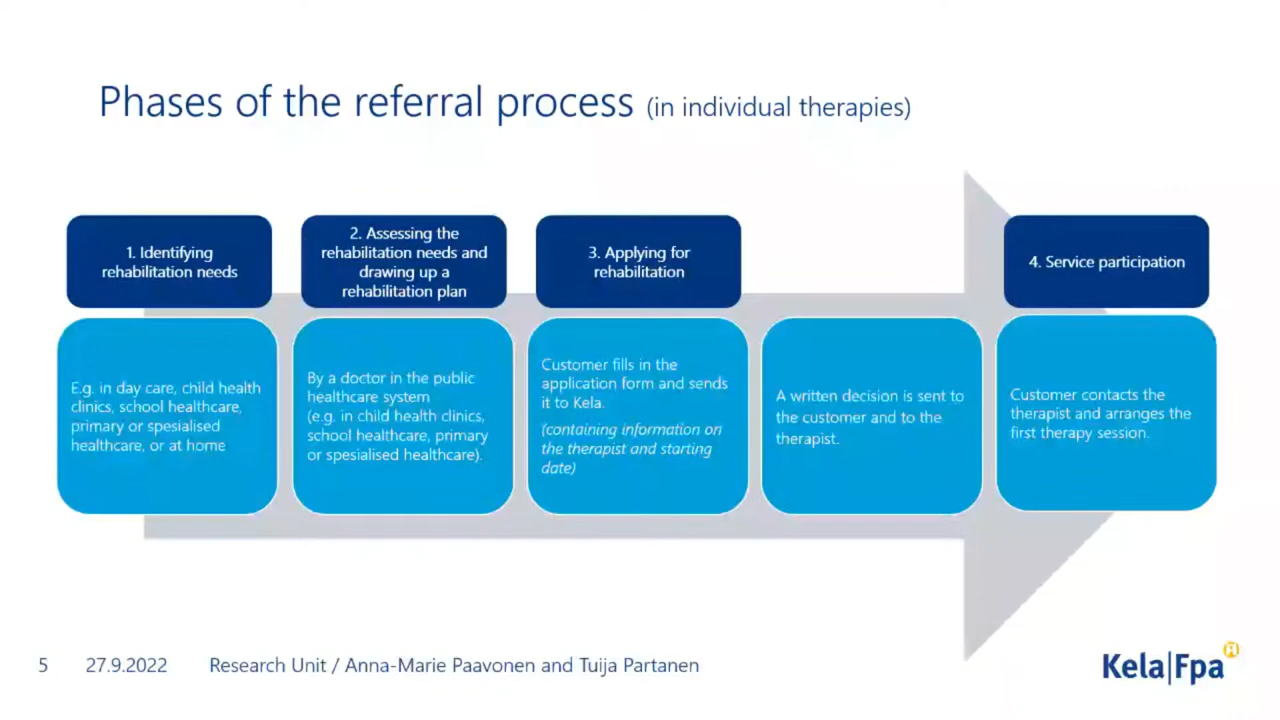 Phases of the referral process (in individual therapies)
1. Identifying
rehabilitation needs
2. Assessing the
rehabilitation needs and
drawing up a
rehabilitation plan
3. Applying for
rehabilitation
4. Service participation
E.g. in day care, child health
clinics, school healthcare,
primary or spesialised
healthcare, or at home
By a doctor in the public
healthcare system
(e.g. in child health clinics,
school healthcare, primary
or spesialised healthcare).
Customer fills in the
application form and sends
it to Kela.
(containing information on
the therapist and starting
date)
A written decision is sent to
the customer and to the
therapist.
Customer contacts the
therapist and arranges the
first therapy session.
5 27.9.2022 Research Unit / Anna-Marie Paavonen and Tuija Partanen
Kela|Fpa